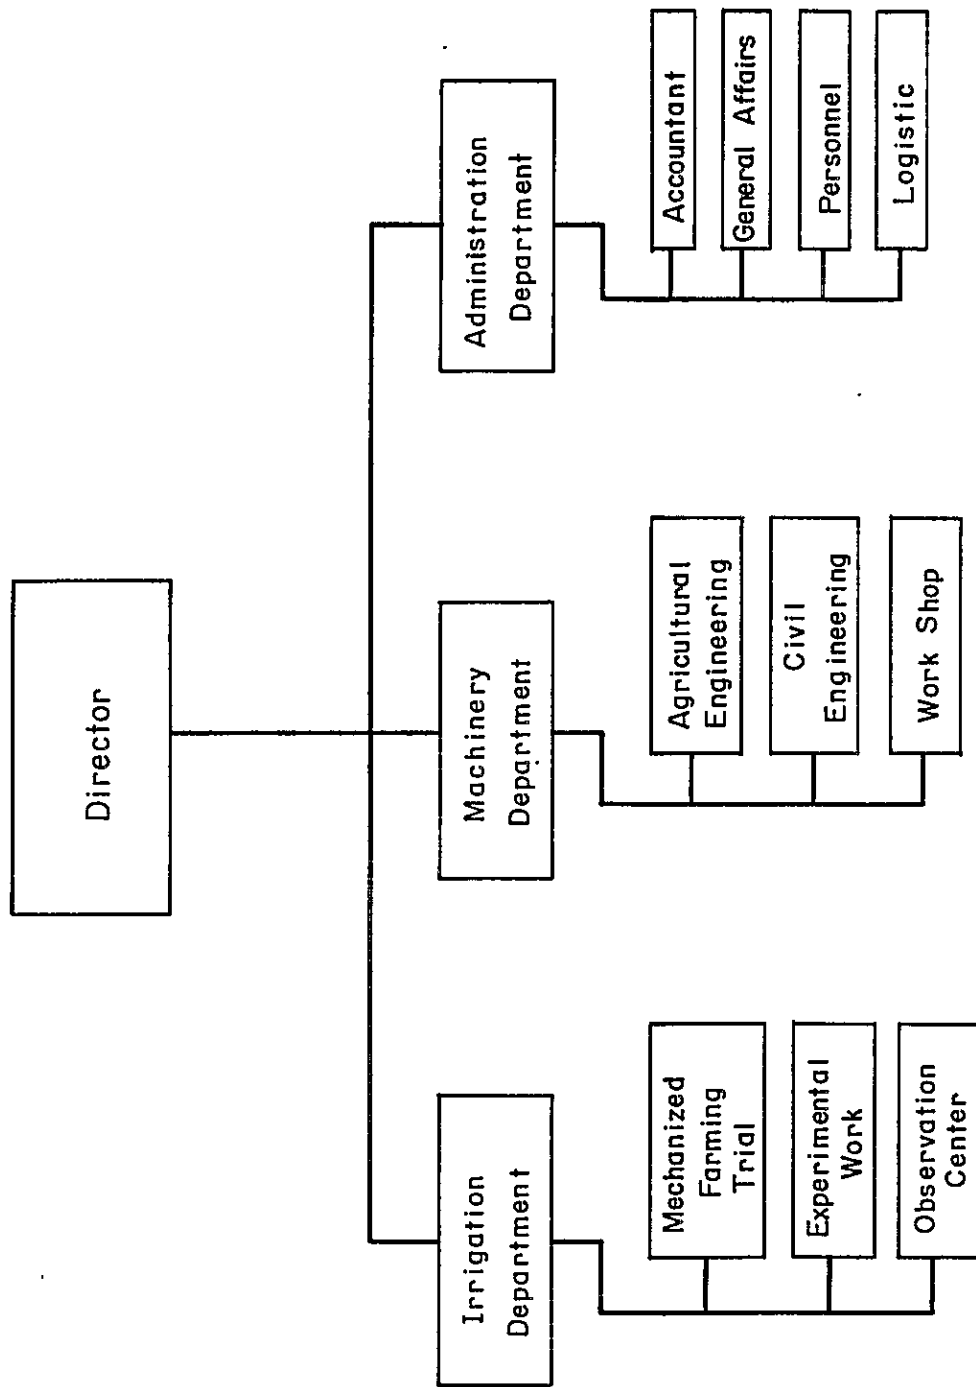 Director
Irrigation
Department
Machinery
Department
Administration
Department
Mechanized
Farming
Trial
Experimental
Work
Observation
Center
Agricultural
Engineering
Civil
Engineering
Work Shop
Accountant
General Affairs
Personnel
Logistic